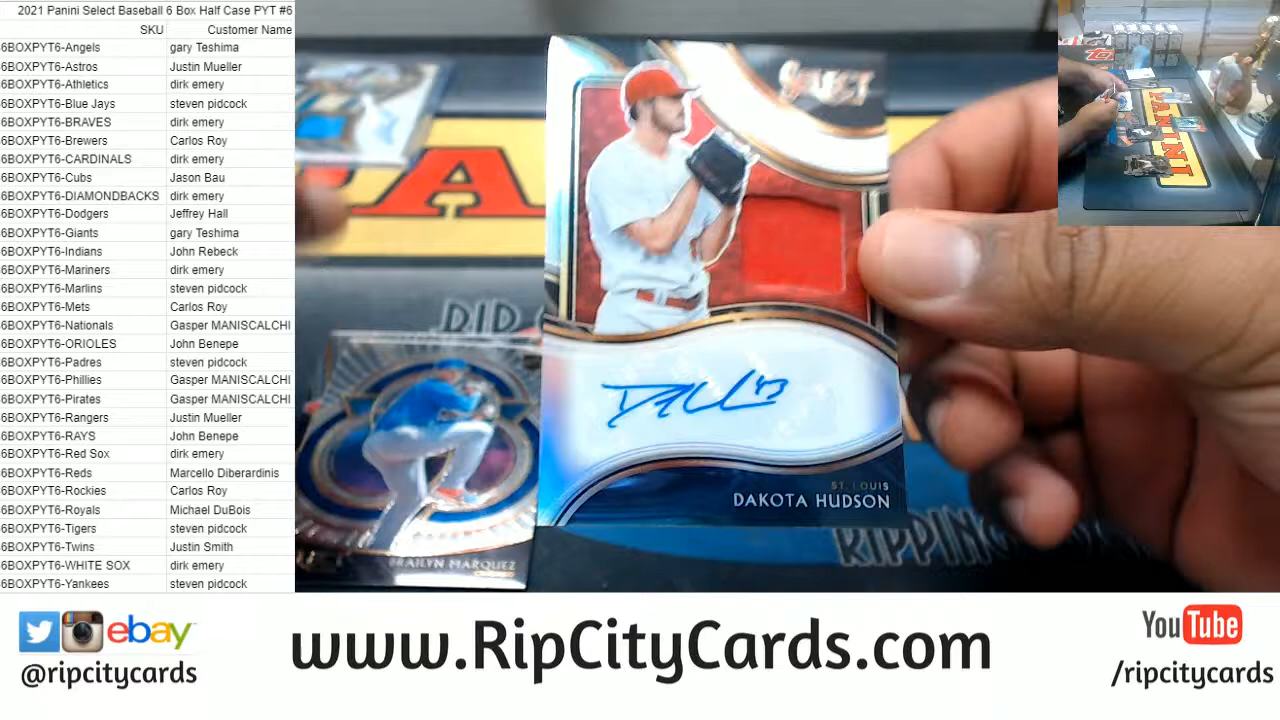 2021 Panini Select Baseball 6 Box Half Case PYT #6
SKU Customer Name
6BOXPYT6-Angels gary Teshima
6BOXPYT6-Astros Justin Mueller
6BOXPYT6-Athletics dirk emery
6BOXPYT6-Blue Jays steven pidcock
6BOXPYT6-BRAVES dirk emery
6BOXPYT6-Brewers Carlos Roy
6BOXPYT6-CARDINALS dirk emery
6BOXPYT6-Cubs Jason Bau
6BOXPYT6-DIAMONDBACKS dirk emery
6BOXPYT6-Dodgers Jeffrey Hall
6BOXPYT6-Giants gary Teshima
6BOXPYT6-Indians John Rebeck
6BOXPYT6-Mariners dirk emery
6BOXPYT6-Marlins steven pidcock
6BOXPYT6-Mets Carlos Roy
6BOXPYT6-Nationals Gasper MANISCALCHI
6BOXPYT6-ORIOLES John Benepe
6BOXPYT6-Padres steven pidcock
6BOXPYT6-Phillies Gasper MANISCALCHI
6BOXPYT6-Pirates Gasper MANISCALCHI
6BOXPYT6-Rangers Justin Mueller
6BOXPYT6-RAYS John Benepe
6BOXPYT6-Red Sox dirk emery
6BOXPYT6-Reds Marcello Diberardinis
6BOXPYT6-Rockies Carlos Roy
6BOXPYT6-Royals Michael DuBois
6BOXPYT6-Tigers steven pidcock
6BOXPYT6-Twins Justin Smith
6BOXPYT6-WHITE SOX dirk emery
6BOXPYT6-Yankees steven pidcock
SELECT
ST. LOUIS
DAKOTA HUDSON
BRAILYN MARQUEZ
RIP
RIPPING
PANINI
ebay
@ripcitycards
www.RipCityCards.com
YouTube
/ripcitycards